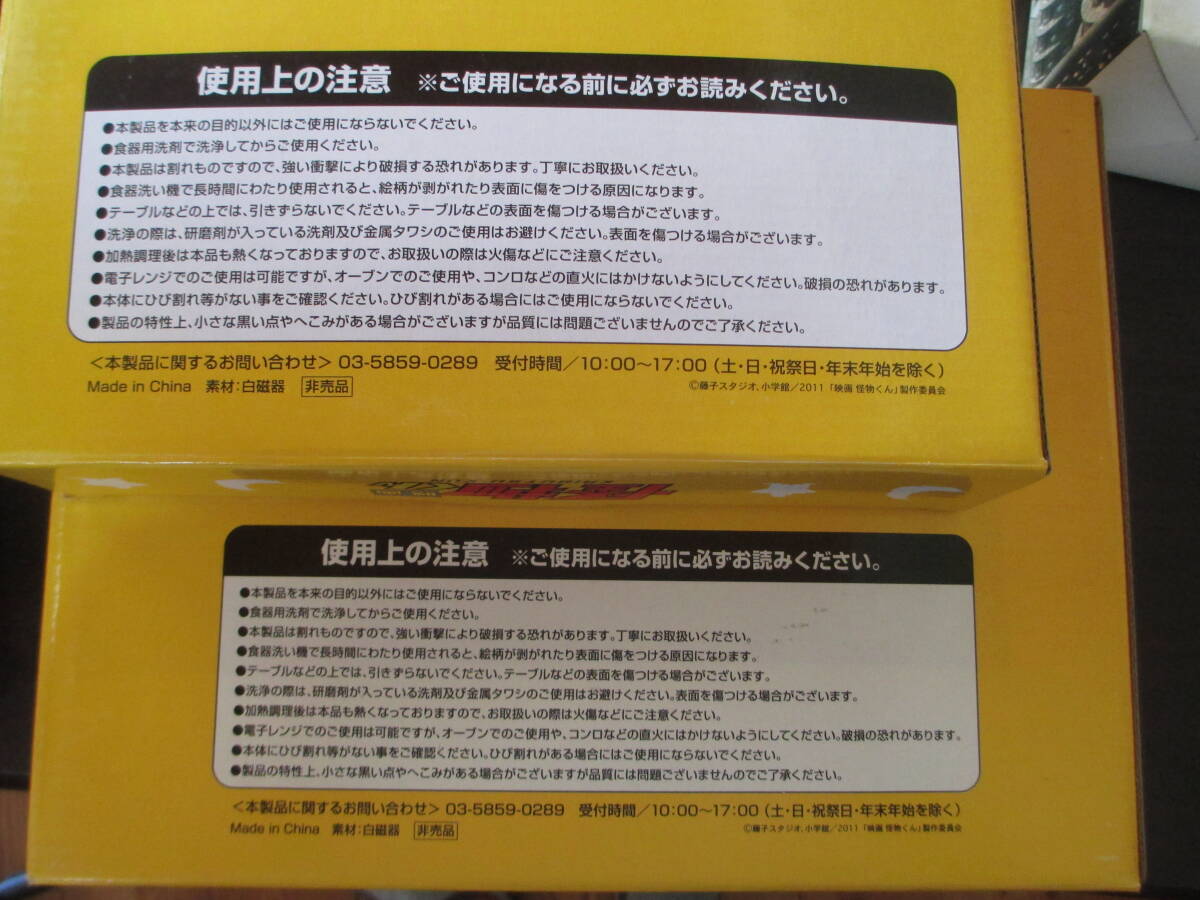 使用上の注意 ※ご使用になる前に必ずお読みください。
●本製品を本来の目的以外にはご使用にならないでください。
●食器用洗剤で洗浄してからご使用ください。
●本製品は割れものですので、強い衝撃により破損する恐れがあります。丁寧にお取扱いください。
●食器洗い機で長時間にわたり使用されると、絵柄が剥がれたり表面に傷をつける原因になります。
●テーブルなどの上では、引きずらないでください。テーブルなどの表面を傷つける場合がございます。
●洗浄の際は、研磨剤が入っている洗剤及び金属タワシのご使用はお避けください。表面を傷つける場合がございます。
●加熱調理後は本品も熱くなっておりますので、お取扱いの際は火傷などにご注意ください。
●電子レンジでのご使用は可能ですが、オーブンでのご使用や、コンロなどの直火にはかけないようにしてください。破損の恐れがあります。
●本体にひび割れ等がない事をご確認ください。ひび割れがある場合にはご使用にならないでください。
●製品の特性上、小さな黒い点やへこみがある場合がございますが品質には問題ございませんのでご了承ください。
＜本製品に関するお問い合わせ＞ 03-5859-0289 受付時間／10:00～17:00（土・日・祝祭日・年末年始を除く）
Made in China 素材：白磁器 非売品
©藤子スタジオ、小学館／2011「映画 怪物くん」製作委員会
使用上の注意 ※ご使用になる前に必ずお読みください。
●本製品を本来の目的以外にはご使用にならないでください。
●食器用洗剤で洗浄してからご使用ください。
●本製品は割れものですので、強い衝撃により破損する恐れがあります。丁寧にお取扱いください。
●食器洗い機で長時間にわたり使用されると、絵柄が剥がれたり表面に傷をつける原因になります。
●テーブルなどの上では、引きずらないでください。テーブルなどの表面を傷つける場合がございます。
●洗浄の際は、研磨剤が入っている洗剤及び金属タワシのご使用はお避けください。表面を傷つける場合がございます。
●加熱調理後は本品も熱くなっておりますので、お取扱いの際は火傷などにご注意ください。
●電子レンジでのご使用は可能ですが、オーブンでのご使用や、コンロなどの直火にはかけないようにしてください。破損の恐れがあります。
●本体にひび割れ等がない事をご確認ください。ひび割れがある場合にはご使用にならないでください。
●製品の特性上、小さな黒い点やへこみがある場合がございますが品質には問題ございませんのでご了承ください。
＜本製品に関するお問い合わせ＞ 03-5859-0289 受付時間／10:00～17:00（土・日・祝祭日・年末年始を除く）
Made in China 素材：白磁器 非売品
©藤子スタジオ、小学館／2011「映画 怪物くん」製作委員会